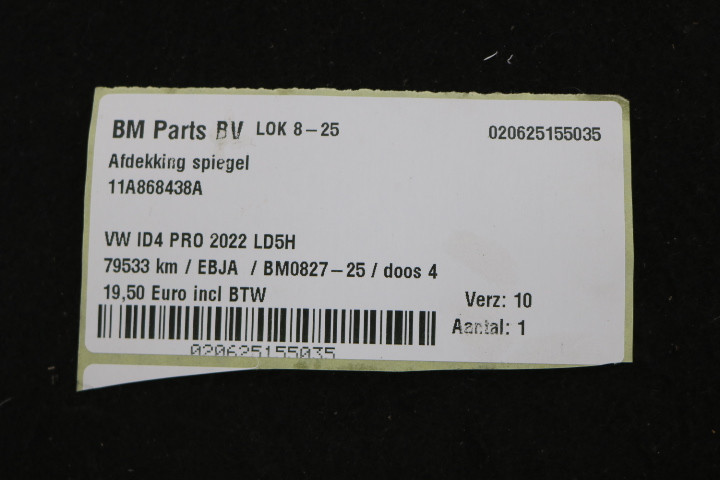 BM Parts BV LOK 8-25 020625155035
Afdekking spiegel
11A868438A
VW ID4 PRO 2022 LD5H
79533 km / EBJA / BM0827-25 / doos 4
19,50 Euro incl BTW Verz: 10
Aantal: 1
020625155035